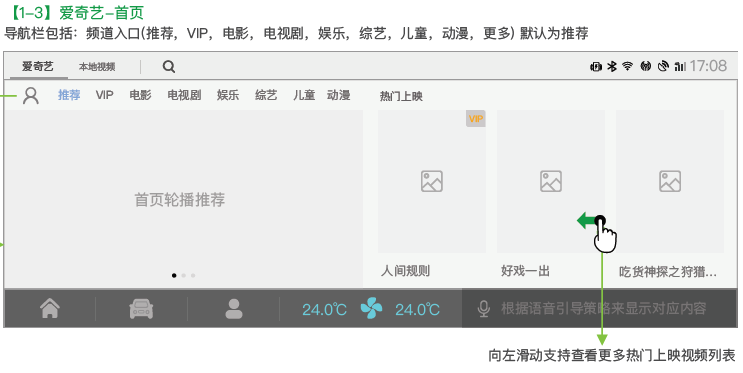 【1-3】爱奇艺-首页
导航栏包括：频道入口(推荐，VIP，电影，电视剧，娱乐，综艺，儿童，动漫，更多) 默认为推荐
爱奇艺 本地视频 17:08
推荐 VIP 电影 电视剧 娱乐 综艺 儿童 动漫 热门上映
VIP
首页轮播推荐
人间规则 好戏一出 吃货神探之狩猎...
24.0℃ 24.0℃ 根据语音引导策略来显示对应内容
向左滑动支持查看更多热门上映视频列表